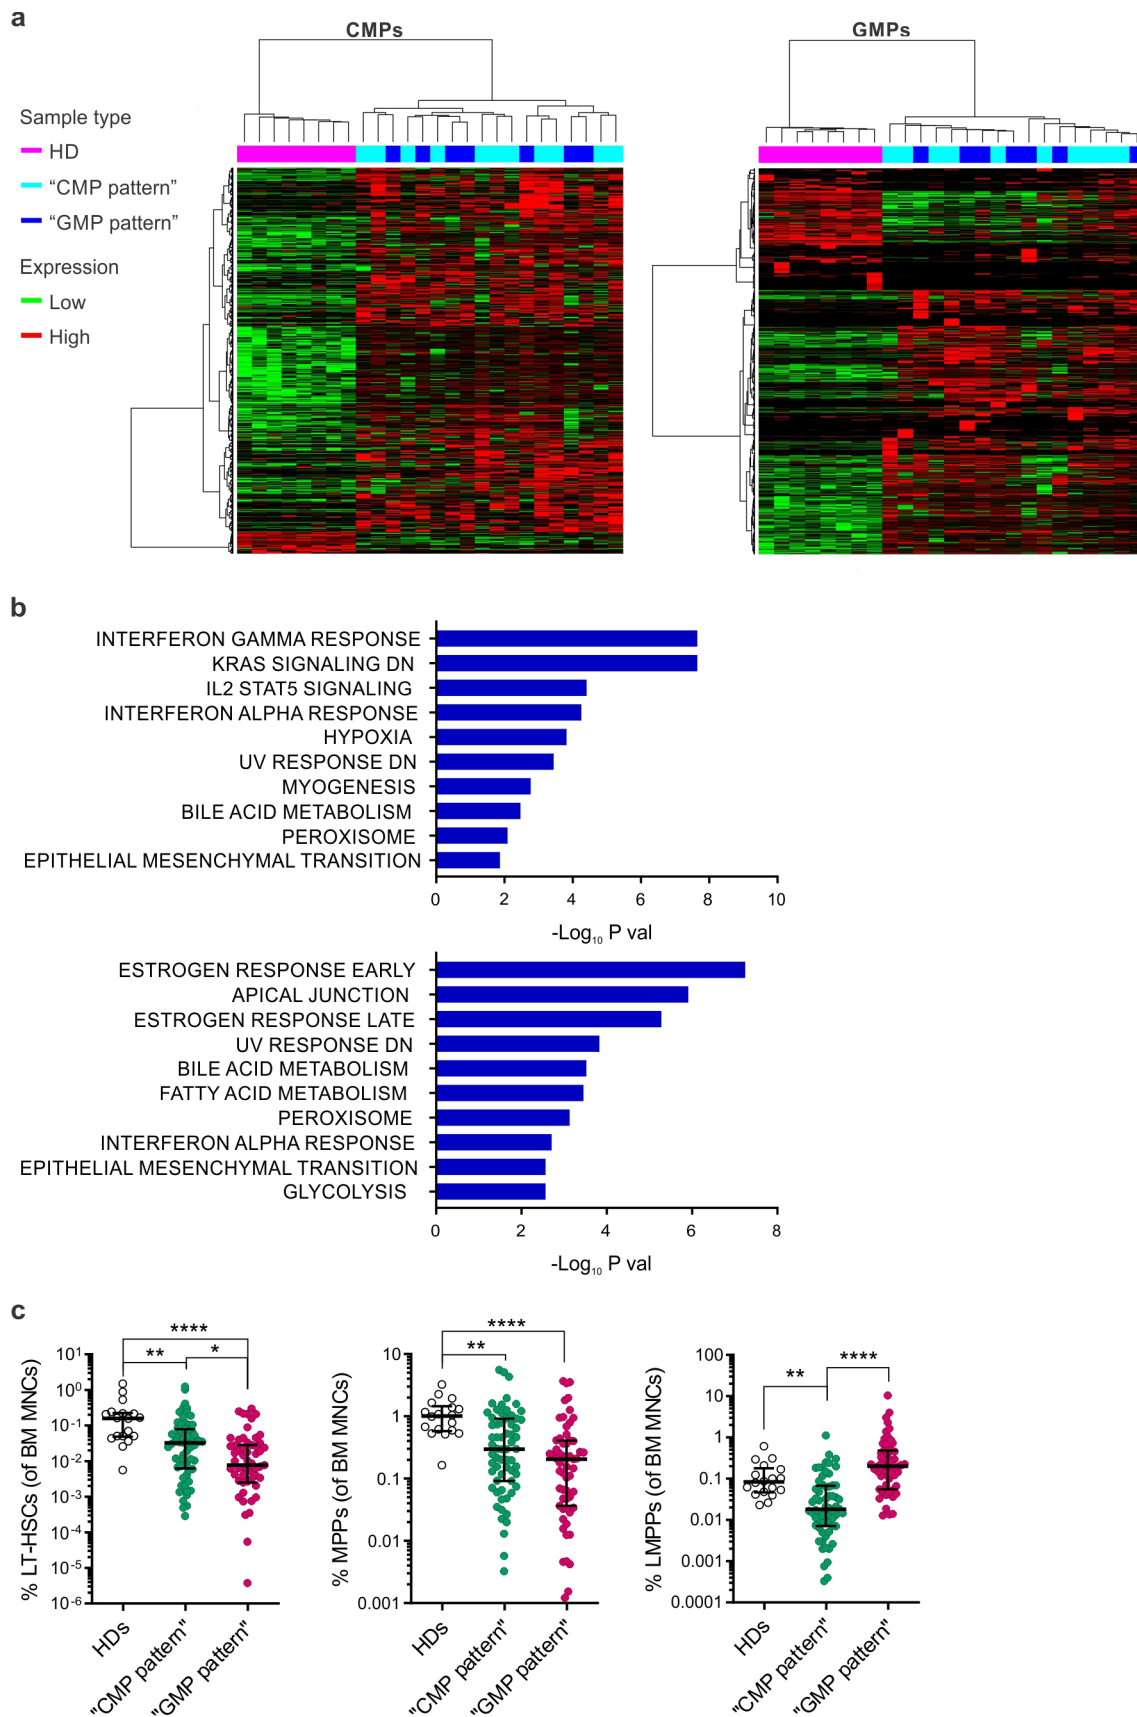 a
CMPs
GMPs
Sample type
HD
“CMP pattern”
“GMP pattern”
Expression
Low
High
b
INTERFERON GAMMA RESPONSE
KRAS SIGNALING DN
IL2 STAT5 SIGNALING
INTERFERON ALPHA RESPONSE
HYPOXIA
UV RESPONSE DN
MYOGENESIS
BILE ACID METABOLISM
PEROXISOME
EPITHELIAL MESENCHYMAL TRANSITION
0 2 4 6 8 10
-Log₁₀ P val
ESTROGEN RESPONSE EARLY
APICAL JUNCTION
ESTROGEN RESPONSE LATE
UV RESPONSE DN
BILE ACID METABOLISM
FATTY ACID METABOLISM
PEROXISOME
INTERFERON ALPHA RESPONSE
EPITHELIAL MESENCHYMAL TRANSITION
GLYCOLYSIS
0 2 4 6 8
-Log₁₀ P val
c
% LT-HSCs (of BM MNCs)
****
** *
10¹
10⁰
10⁻¹
10⁻²
10⁻³
10⁻⁴
10⁻⁵
10⁻⁶
HDs
"CMP pattern"
"GMP pattern"
% MPPs (of BM MNCs)
****
**
10
1
0.1
0.01
0.001
HDs
"CMP pattern"
"GMP pattern"
% LMPPs (of BM MNCs)
** ****
100
10
1
0.1
0.01
0.001
0.0001
HDs
"CMP pattern"
"GMP pattern"